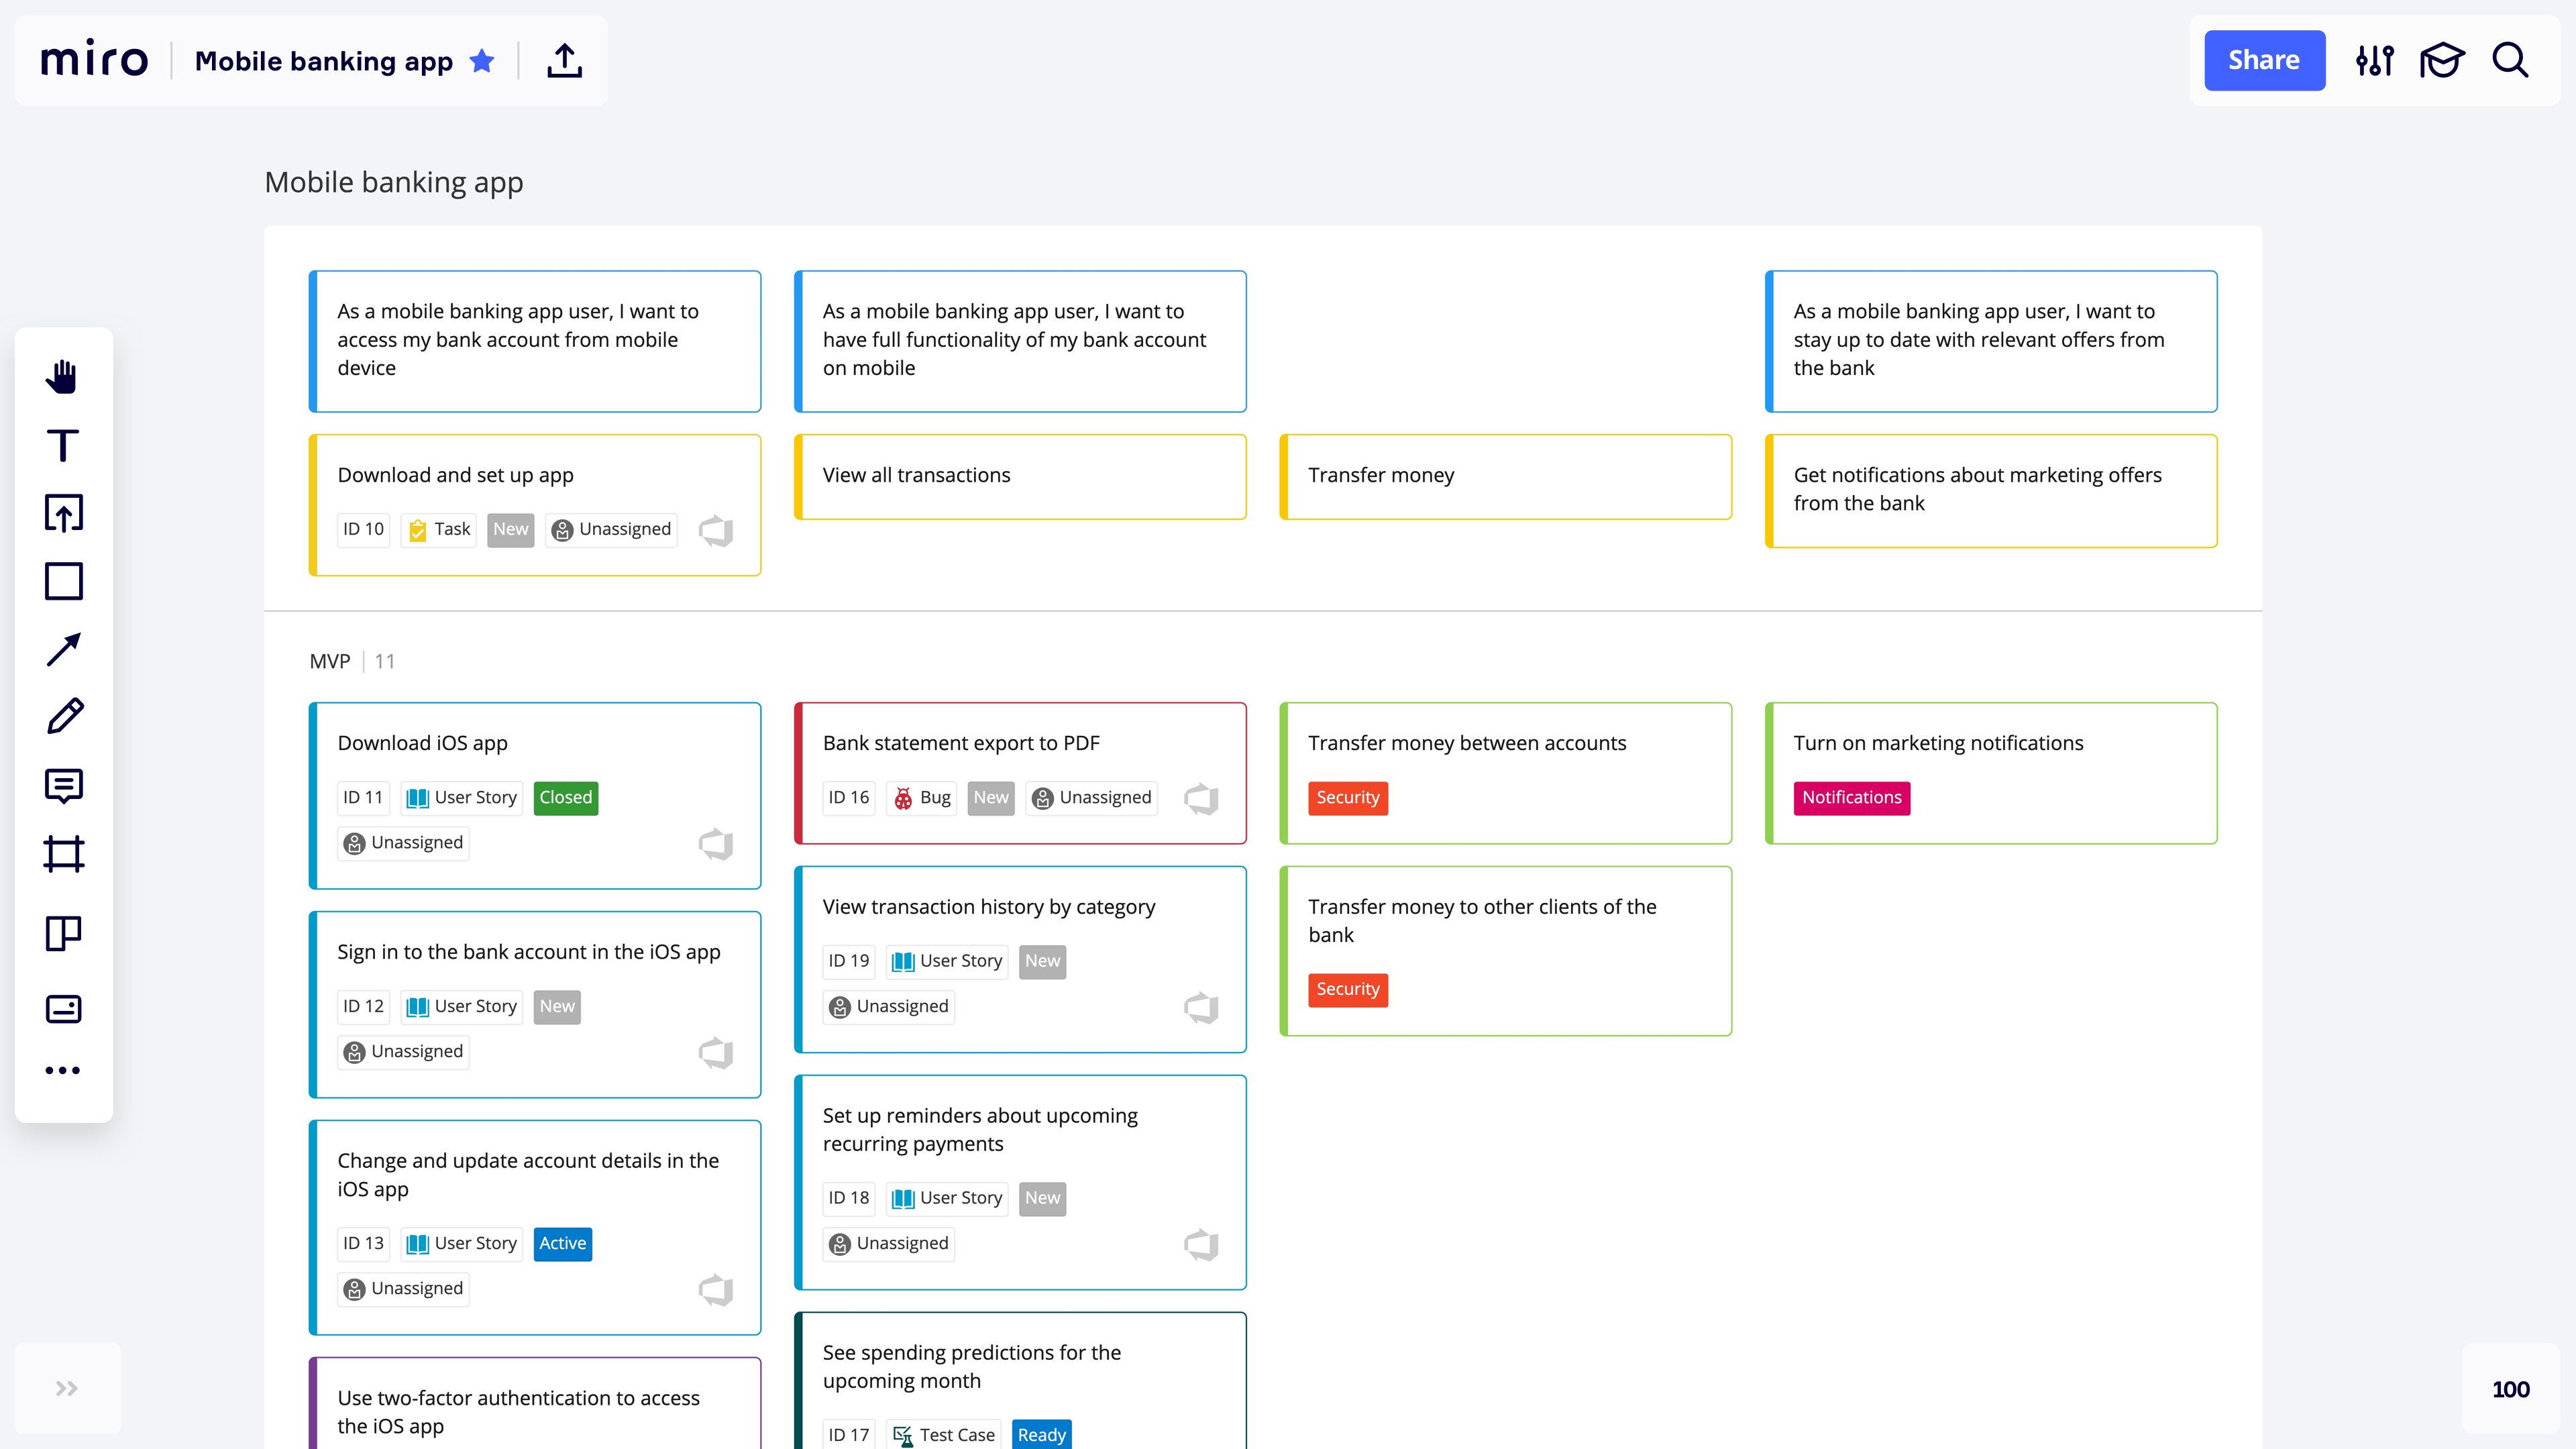 miro
Mobile banking app
Share
Mobile banking app
As a mobile banking app user, I want to
access my bank account from mobile
device
As a mobile banking app user, I want to
have full functionality of my bank account
on mobile
As a mobile banking app user, I want to
stay up to date with relevant offers from
the bank
Download and set up app
ID 10 Task New Unassigned
View all transactions
Transfer money
Get notifications about marketing offers
from the bank
MVP 11
Download iOS app
ID 11 User Story Closed
Unassigned
Sign in to the bank account in the iOS app
ID 12 User Story New
Unassigned
Change and update account details in the
iOS app
ID 13 User Story Active
Unassigned
Use two-factor authentication to access
the iOS app
Bank statement export to PDF
ID 16 Bug New Unassigned
View transaction history by category
ID 19 User Story New
Unassigned
Set up reminders about upcoming
recurring payments
ID 18 User Story New
Unassigned
See spending predictions for the
upcoming month
ID 17 Test Case Ready
Transfer money between accounts
Security
Transfer money to other clients of the
bank
Security
Turn on marketing notifications
Notifications
100